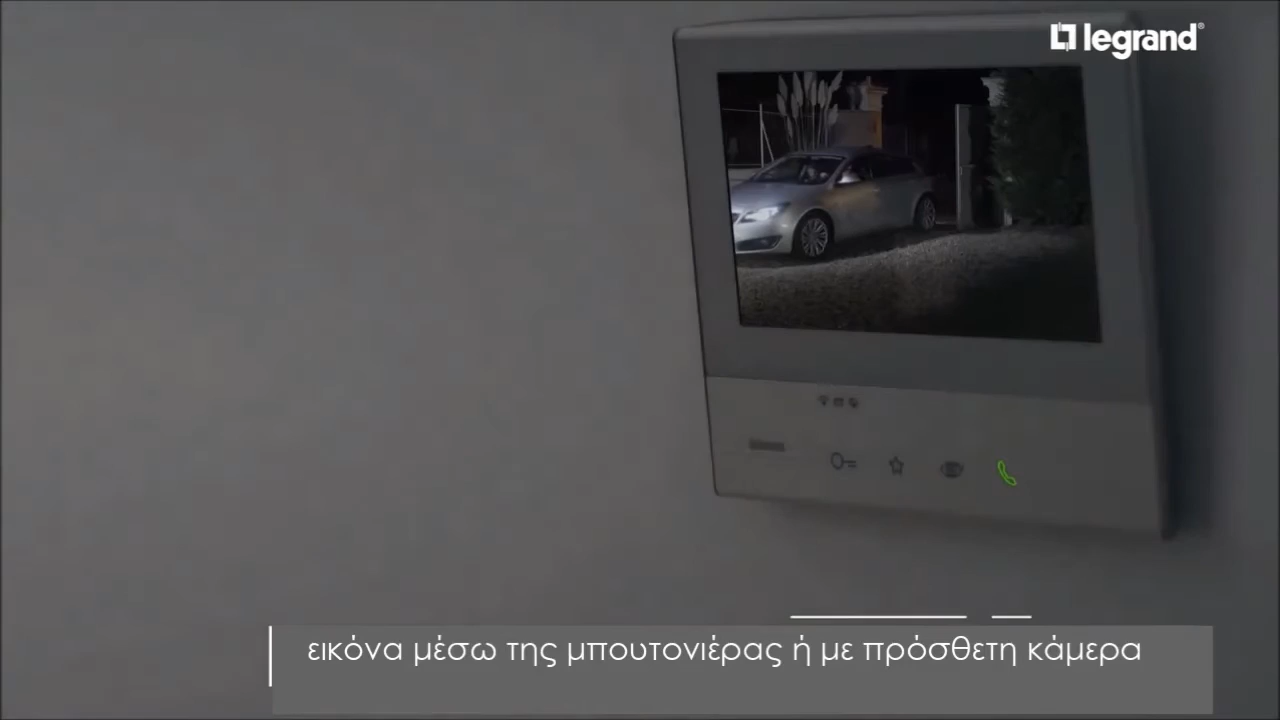 legrand®
εικόνα μέσω της μπουτονιέρας ή με πρόσθετη κάμερα